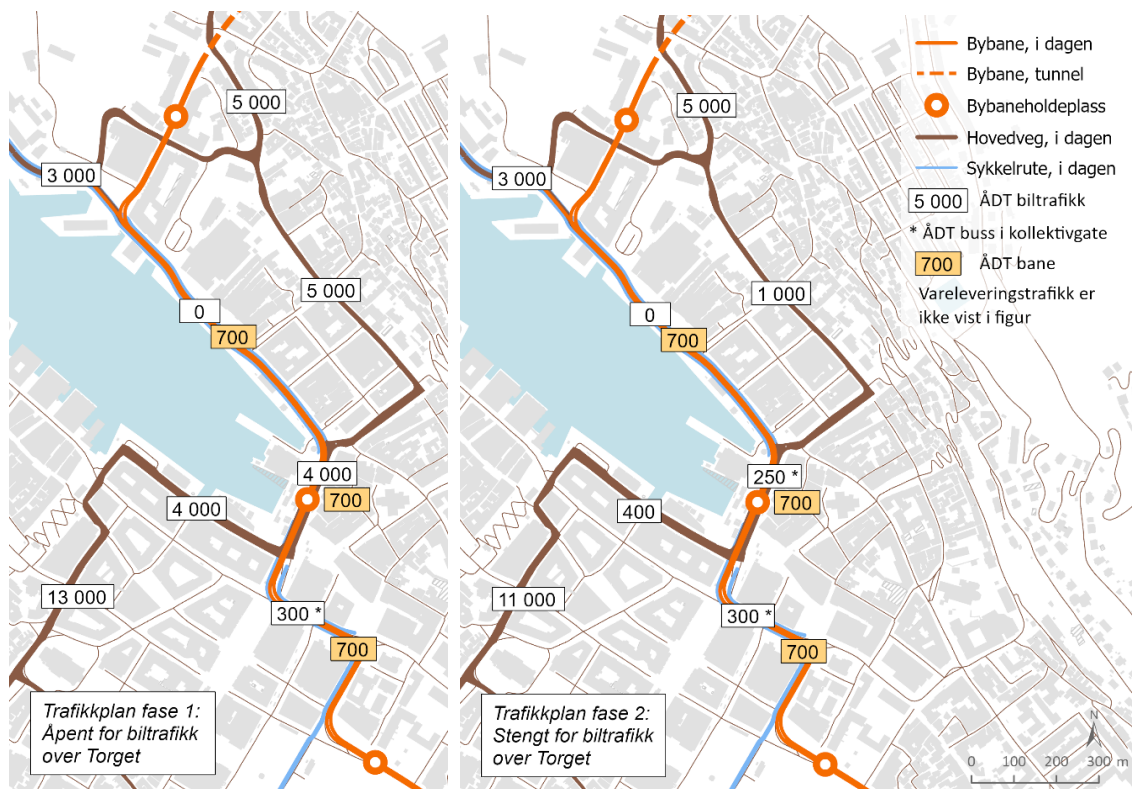 5 000
3 000
5 000
0
700
4 000
700
4 000
13 000
300 *
700
Trafikkplan fase 1:
Åpent for biltrafikk
over Torget
5 000
3 000
1 000
0
700
250 *
700
400
11 000
300 *
700
Trafikkplan fase 2:
Stengt for biltrafikk
over Torget
Bybane, i dagen
Bybane, tunnel
Bybaneholdeplass
Hovedveg, i dagen
Sykkelrute, i dagen
5 000 ÅDT biltrafikk
* ÅDT buss i kollektivgate
700 ÅDT bane
Vareleveringstrafikk er
ikke vist i figur
N
0 100 200 300 m